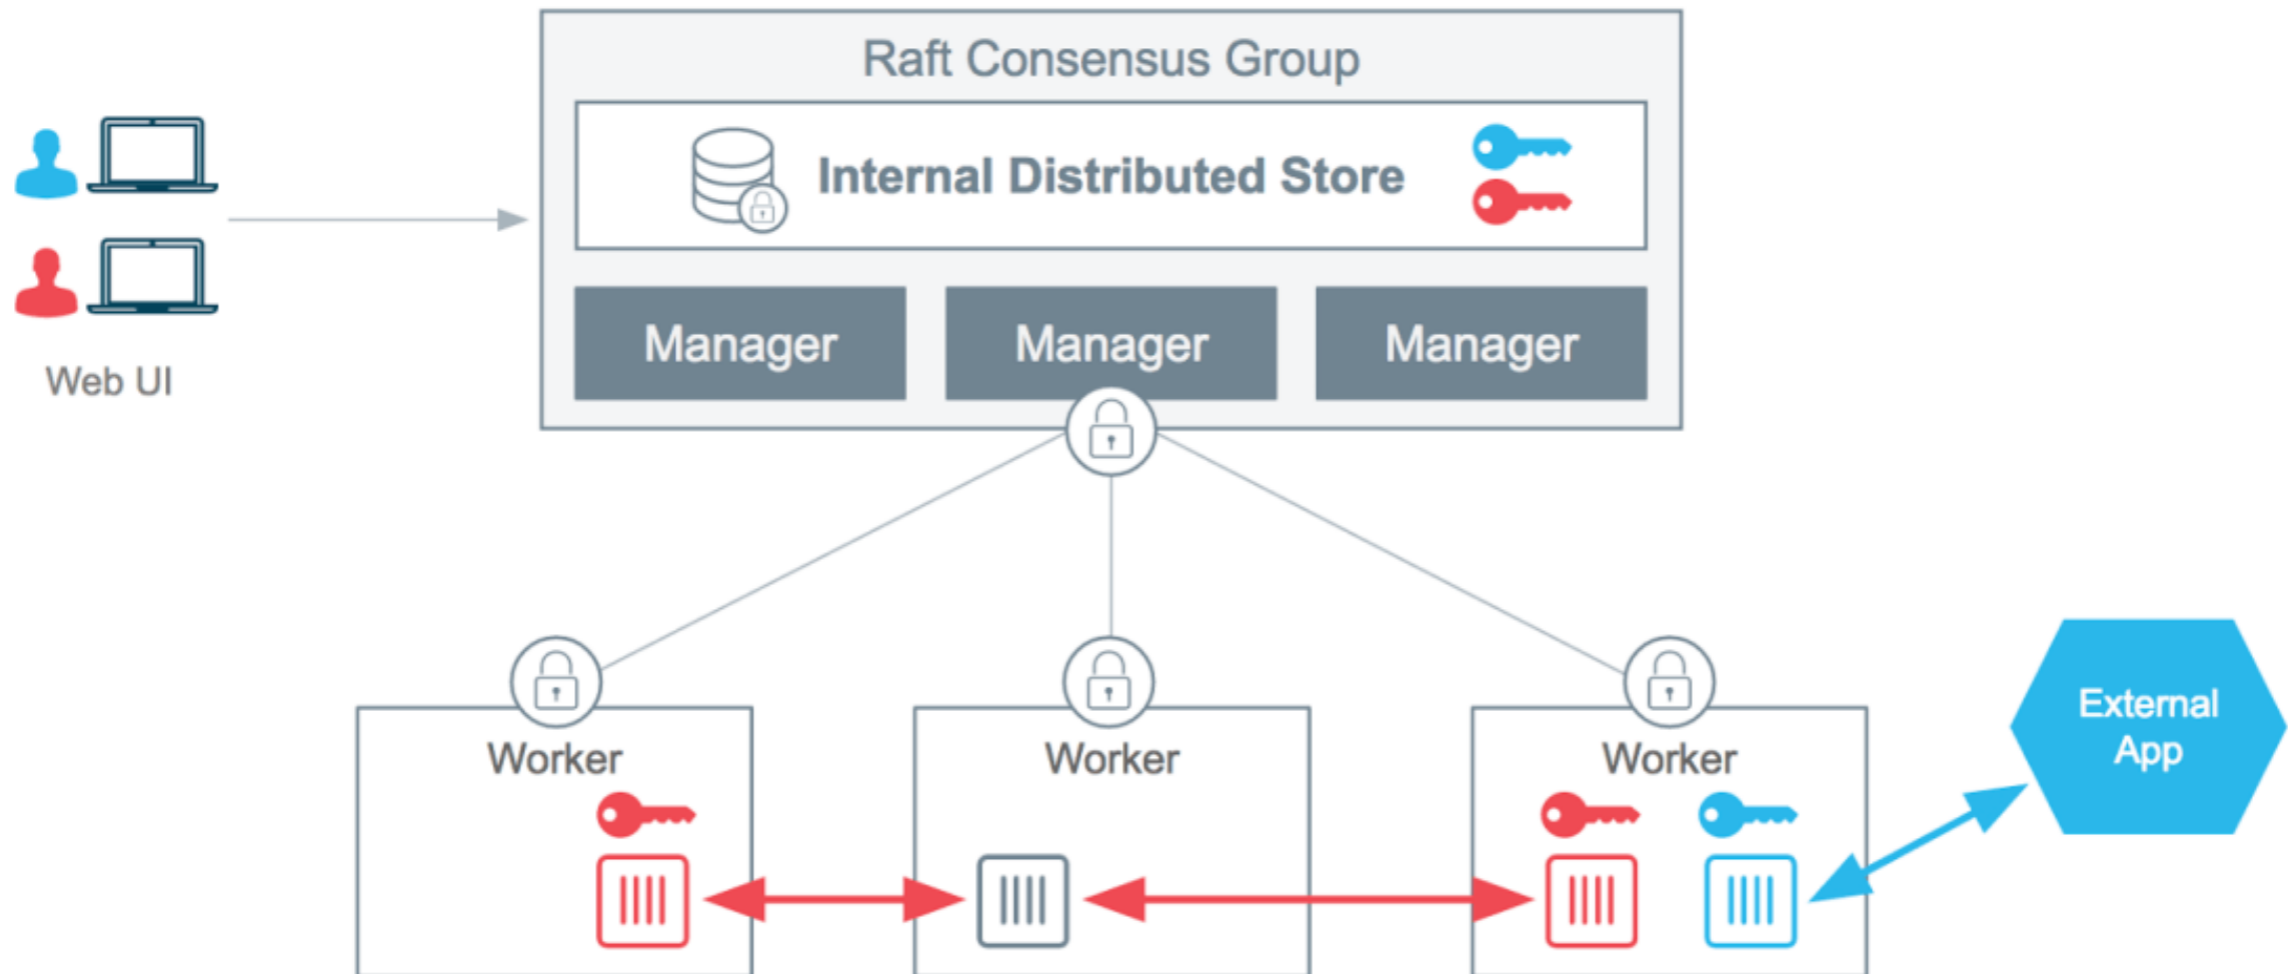 Raft Consensus Group
Internal Distributed Store
Manager
Manager
Manager
Web UI
Worker
Worker
Worker
External
App